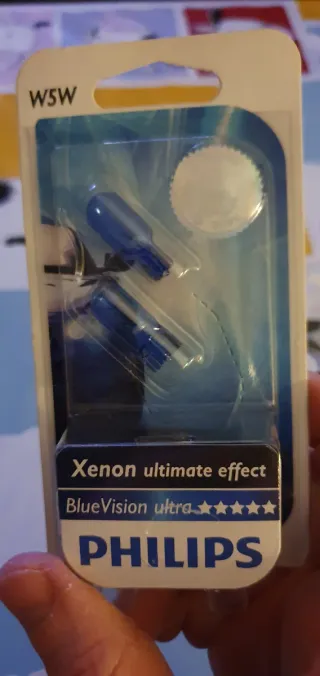 W5W
Xenon ultimate effect
BlueVision ultra ★★★★★
PHILIPS